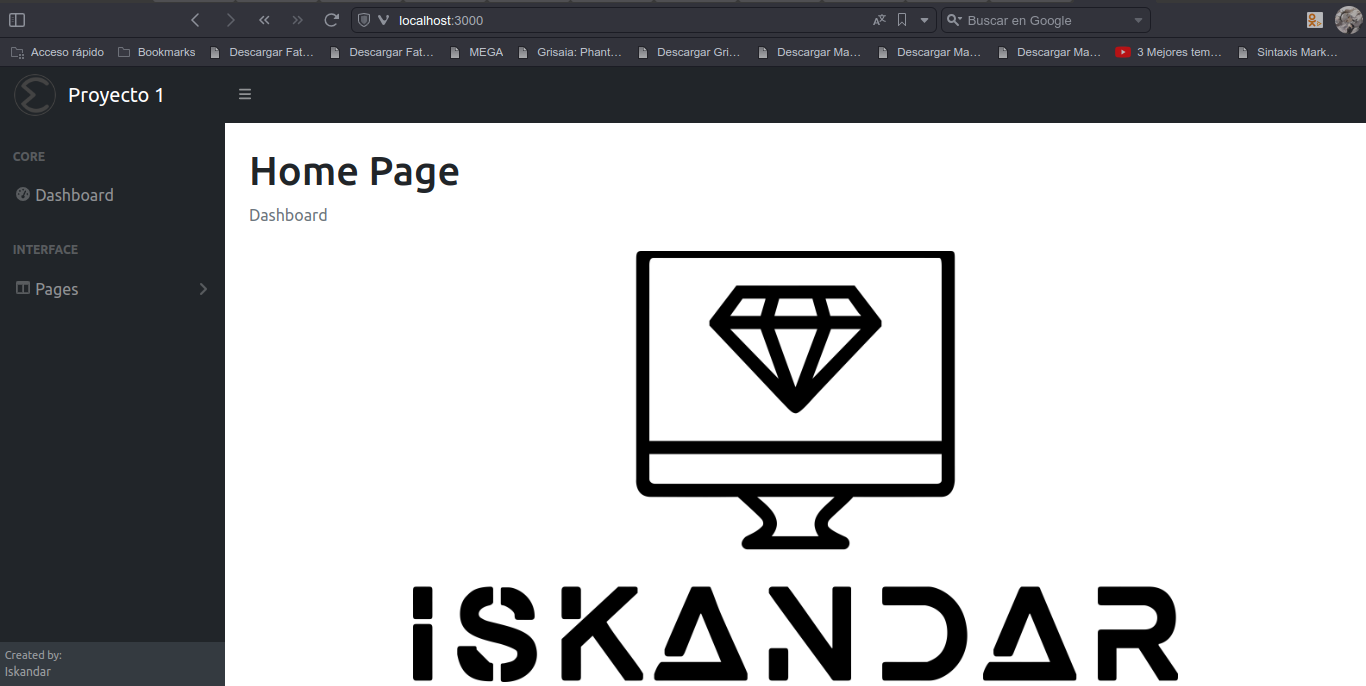 localhost:3000
Buscar en Google
Acceso rápido
Bookmarks
Descargar Fat...
Descargar Fat...
MEGA
Grisaia: Phant...
Descargar Gri...
Descargar Ma...
Descargar Ma...
Descargar Ma...
3 Mejores tem...
Sintaxis Mark...
Proyecto 1
CORE
Dashboard
INTERFACE
Pages
Created by:
Iskandar
Home Page
Dashboard
ISKANDAR